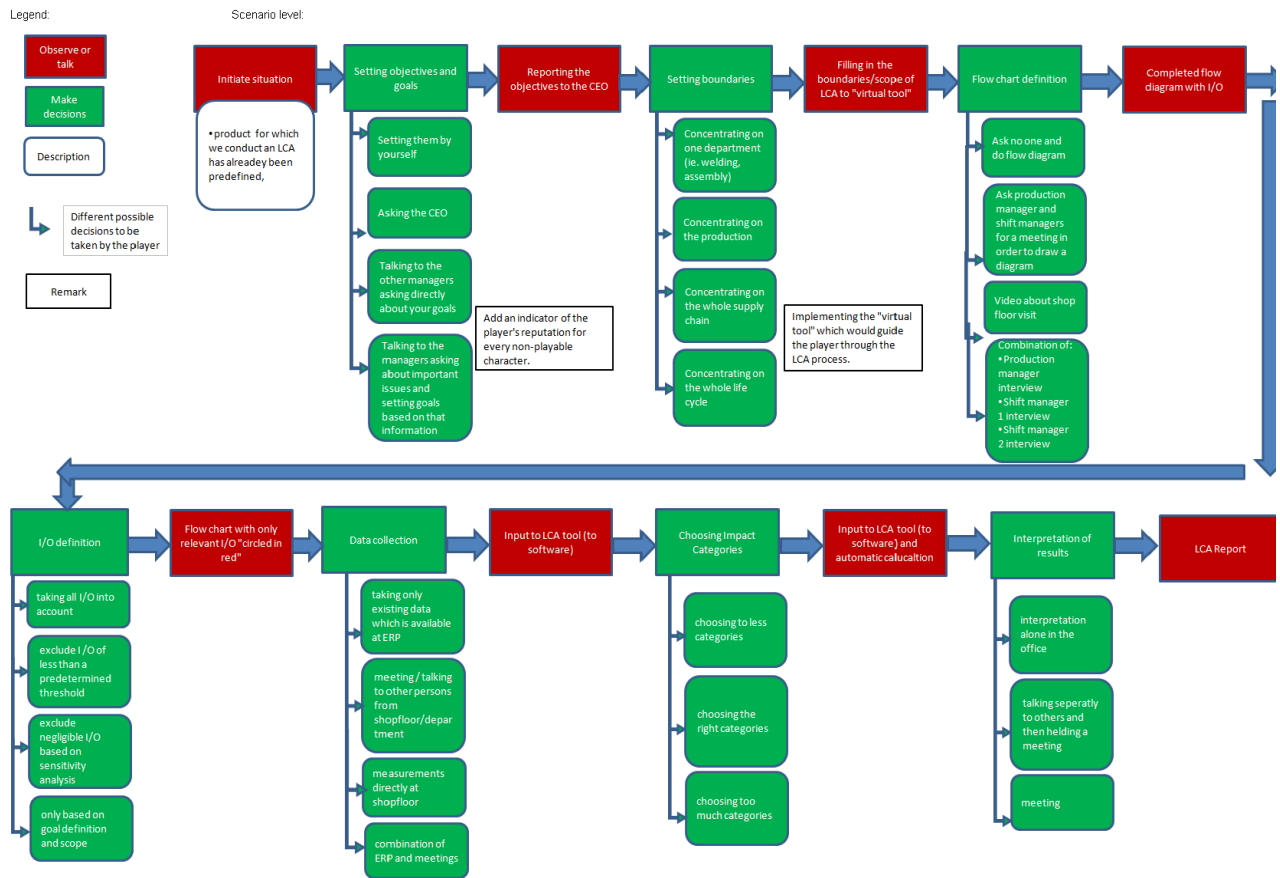 Legend:
Scenario level:
Observe or
talk
Make
decisions
Description
Different possible
decisions to be
taken by the player
Remark
Initiate situation
•product for which
we conduct an LCA
has alreadey been
predefined,
Setting objectives and
goals
Setting them by
yourself
Asking the CEO
Talking to the
other managers
asking directly
about your goals
Talking to the
managers asking
about important
issues and
setting goals
based on that
information
Reporting the
objectives to the CEO
Add an indicator of the
player's reputation for
every non-playable
character.
Setting boundaries
Concentrating on
one department
(ie. welding,
assembly)
Concentrating on
the production
Concentrating on
the whole supply
chain
Concentrating on
the whole life
cycle
Filling in the
boundaries/scope of
LCA to "virtual tool"
Implementing the "virtual
tool" which would guide
the player through the
LCA process.
Flow chart definition
Ask no one and
do flow diagram
Ask production
manager and
shift managers
for a meeting in
order to draw a
diagram
Video about shop
floor visit
Combination of:
•Production
manager
interview
•Shift manager
1 interview
•Shift manager
2 interview
Completed flow
diagram with I/O
I/O definition
taking all I/O into
account
exclude I/O of
less than a
predetermined
threshold
exclude
negligible I/O
based on
sensitivity
analysis
only based on
goal definition
and scope
Flow chart with only
relevant I/O "circled in
red"
Data collection
taking only
existing data
which is available
at ERP
meeting / talking
to other persons
from
shopfloor/depar
tment
measurements
directly at
shopfloor
combination of
ERP and meetings
Input to LCA tool (to
software)
Choosing Impact
Categories
choosing to less
categories
choosing the
right categories
choosing too
much categories
Input to LCA tool (to
software) and
automatic calucaltion
Interpretation of
results
interpretation
alone in the
office
talking seperatly
to others and
then helding a
meeting
meeting
LCA Report